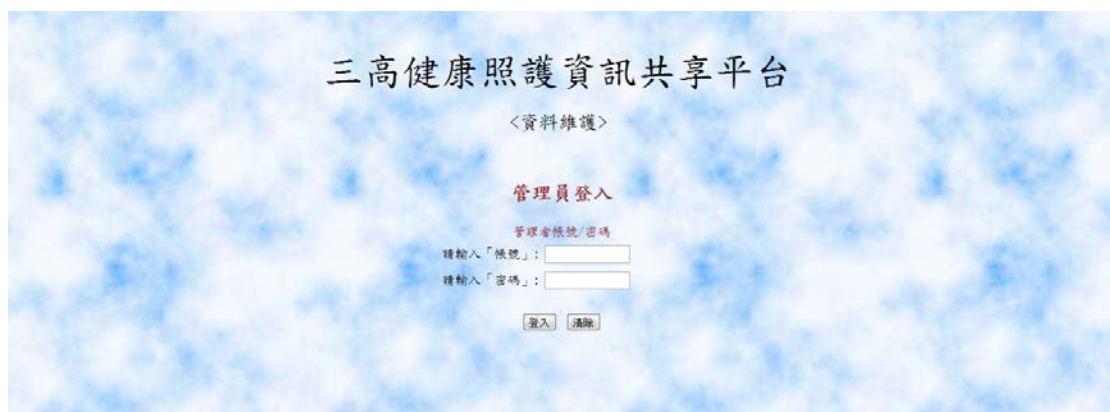 三高健康照護資訊共享平台
<資料維護>
管理員登入
管理者帳號/密碼
請輸入「帳號」:
請輸入「密碼」:
登入 清除